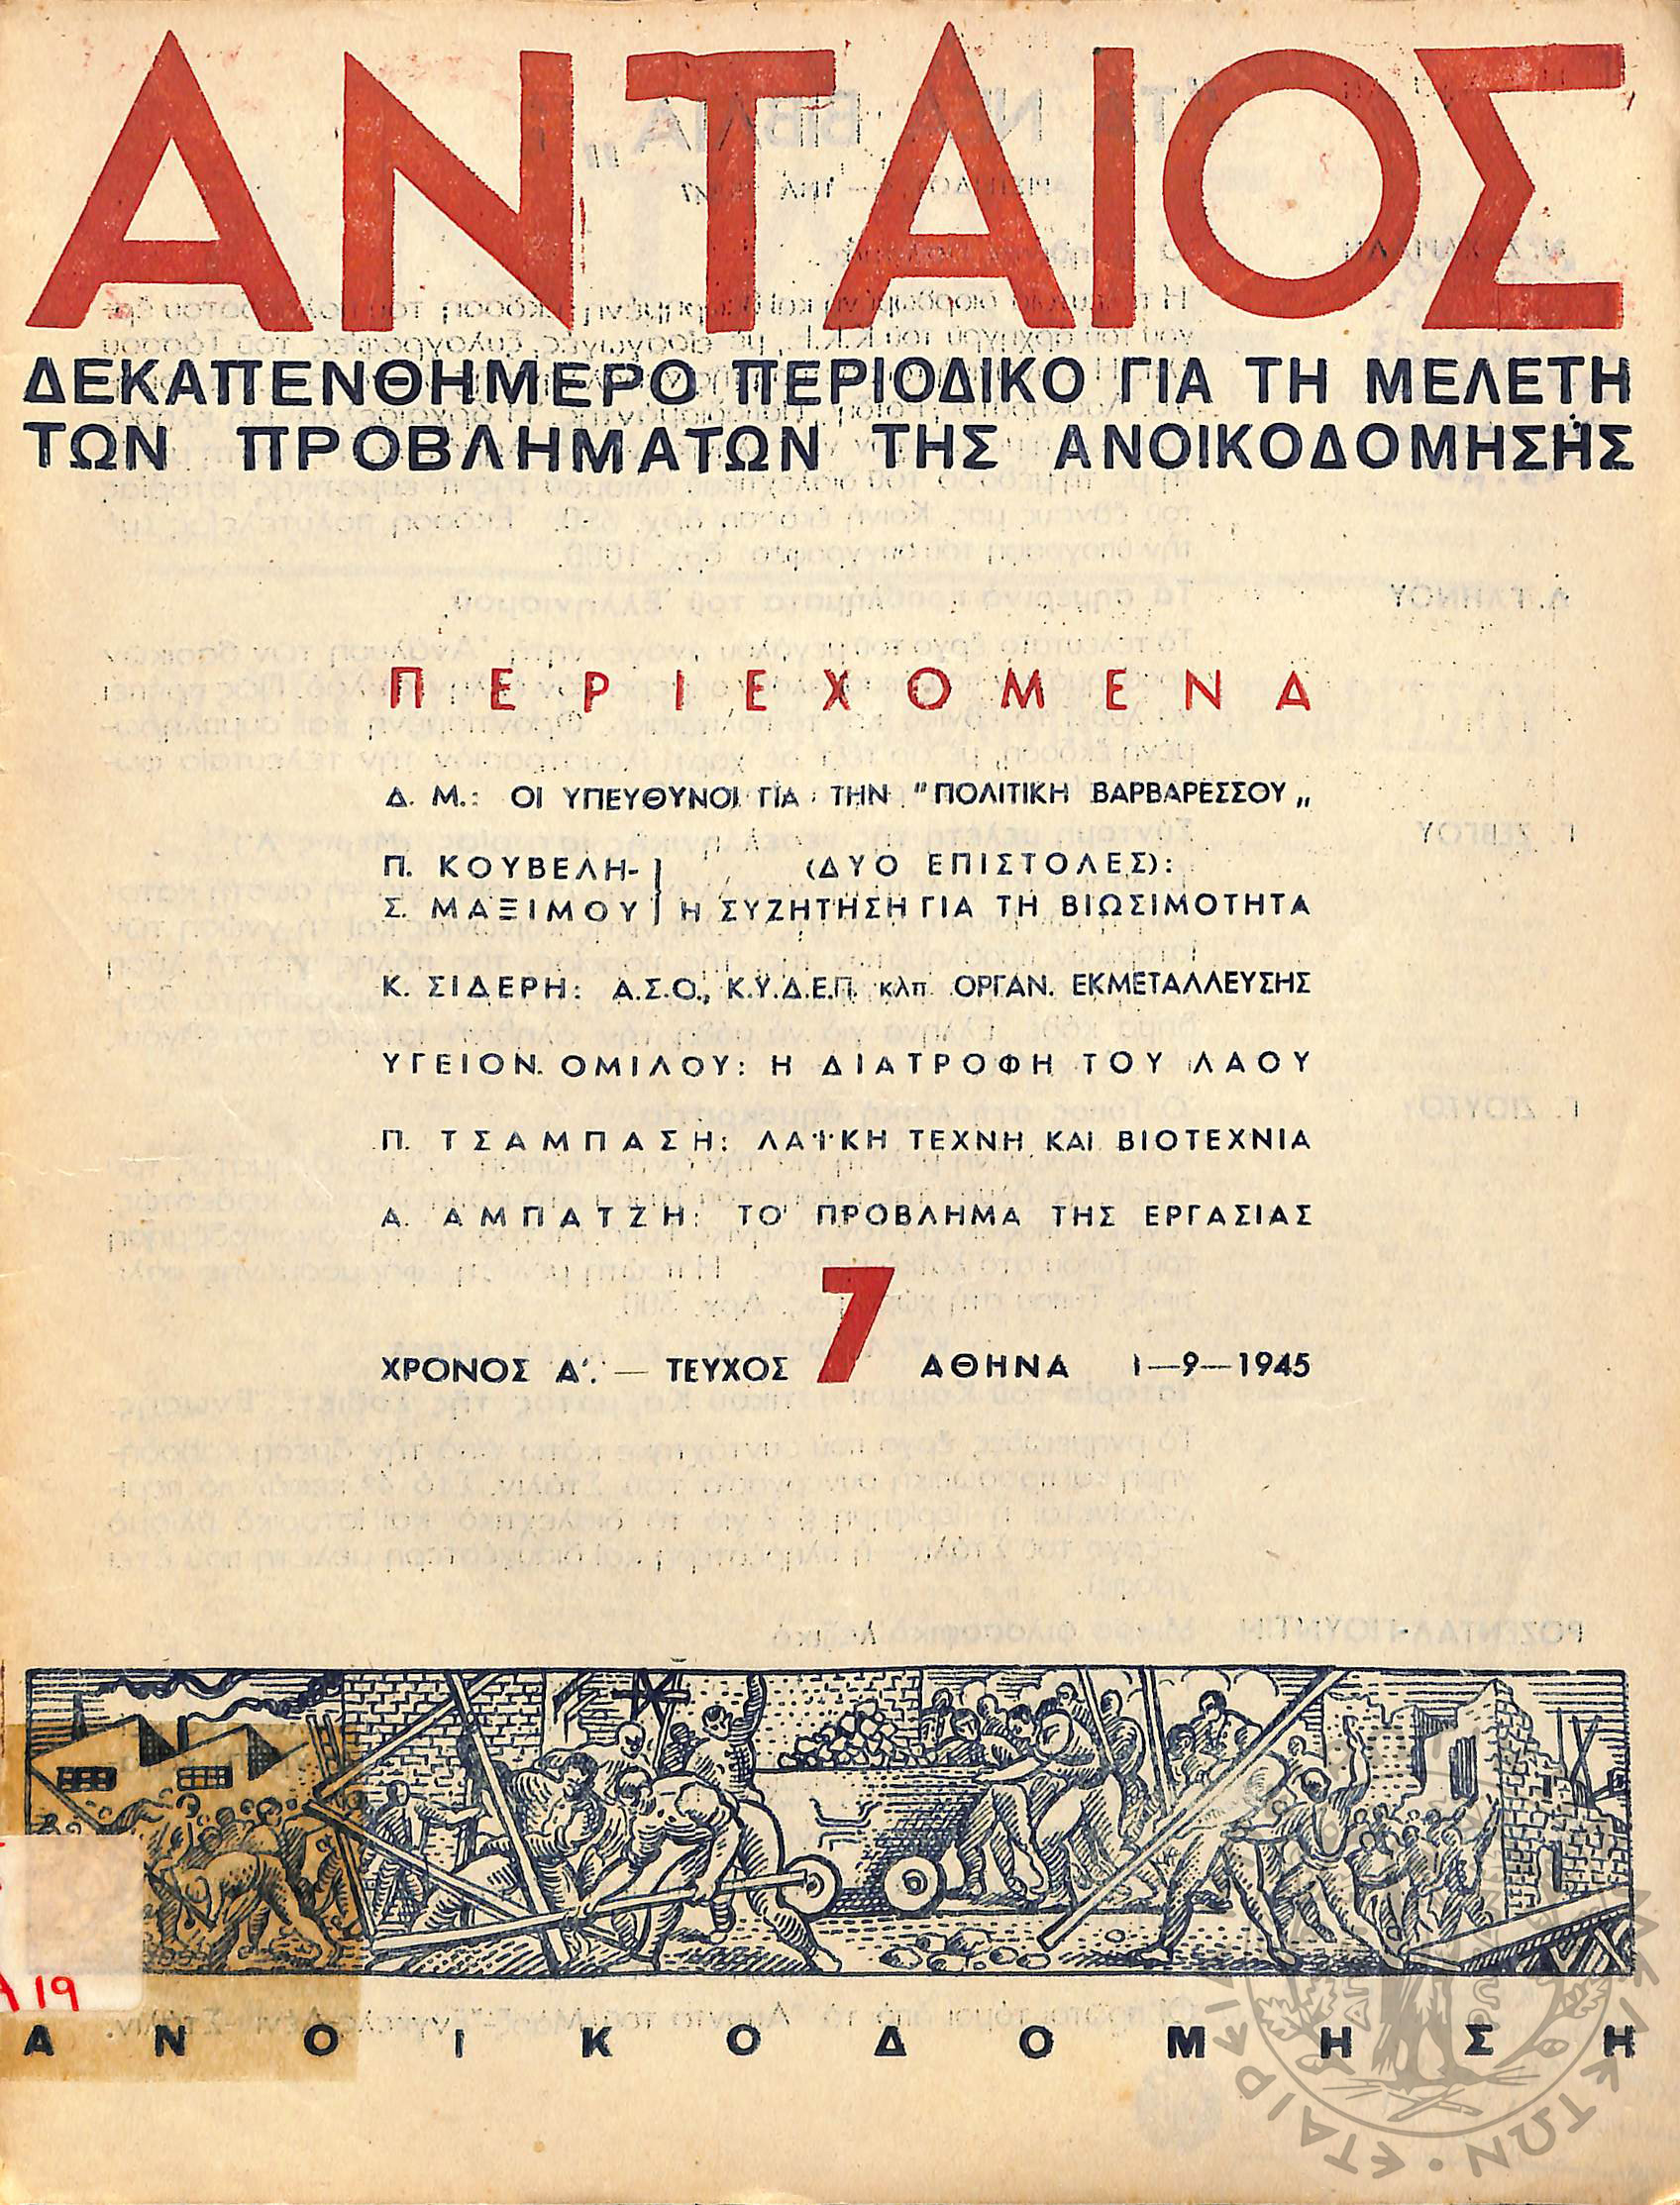 ΑΝΤΑΙΟΣ
ΔΕΚΑΠΕΝΘΗΜΕΡΟ ΠΕΡΙΟΔΙΚΟ ΓΙΑ ΤΗ ΜΕΛΕΤΗ
ΤΩΝ ΠΡΟΒΛΗΜΑΤΩΝ ΤΗΣ ΑΝΟΙΚΟΔΟΜΗΣΗΣ
ΠΕΡΙΕΧΟΜΕΝΑ
Δ. Μ.: ΟΙ ΥΠΕΥΘΥΝΟΙ ΓΙΑ ΤΗΝ "ΠΟΛΙΤΙΚΗ ΒΑΡΒΑΡΕΣΣΟΥ„
Π. ΚΟΥΒΕΛΗ- (ΔΥΟ ΕΠΙΣΤΟΛΕΣ):
Σ. ΜΑΞΙΜΟΥ Η ΣΥΖΗΤΗΣΗ ΓΙΑ ΤΗ ΒΙΩΣΙΜΟΤΗΤΑ
Κ. ΣΙΔΕΡΗ: Α.Σ.Ο., Κ.Υ.Δ.Ε.Π. κλπ ΟΡΓΑΝ. ΕΚΜΕΤΑΛΛΕΥΣΗΣ
ΥΓΕΙΟΝ. ΟΜΙΛΟΥ: Η ΔΙΑΤΡΟΦΗ ΤΟΥ ΛΑΟΥ
Π. ΤΣΑΜΠΑΣΗ: ΛΑΪΚΗ ΤΕΧΝΗ ΚΑΙ ΒΙΟΤΕΧΝΙΑ
Α. ΑΜΠΑΤΖΗ: ΤΟ ΠΡΟΒΛΗΜΑ ΤΗΣ ΕΡΓΑΣΙΑΣ
ΧΡΟΝΟΣ Α'. — ΤΕΥΧΟΣ 7 ΑΘΗΝΑ 1—9—1945
Α 19
ΑΝΟΙΚΟΔΟΜΗΣΗ